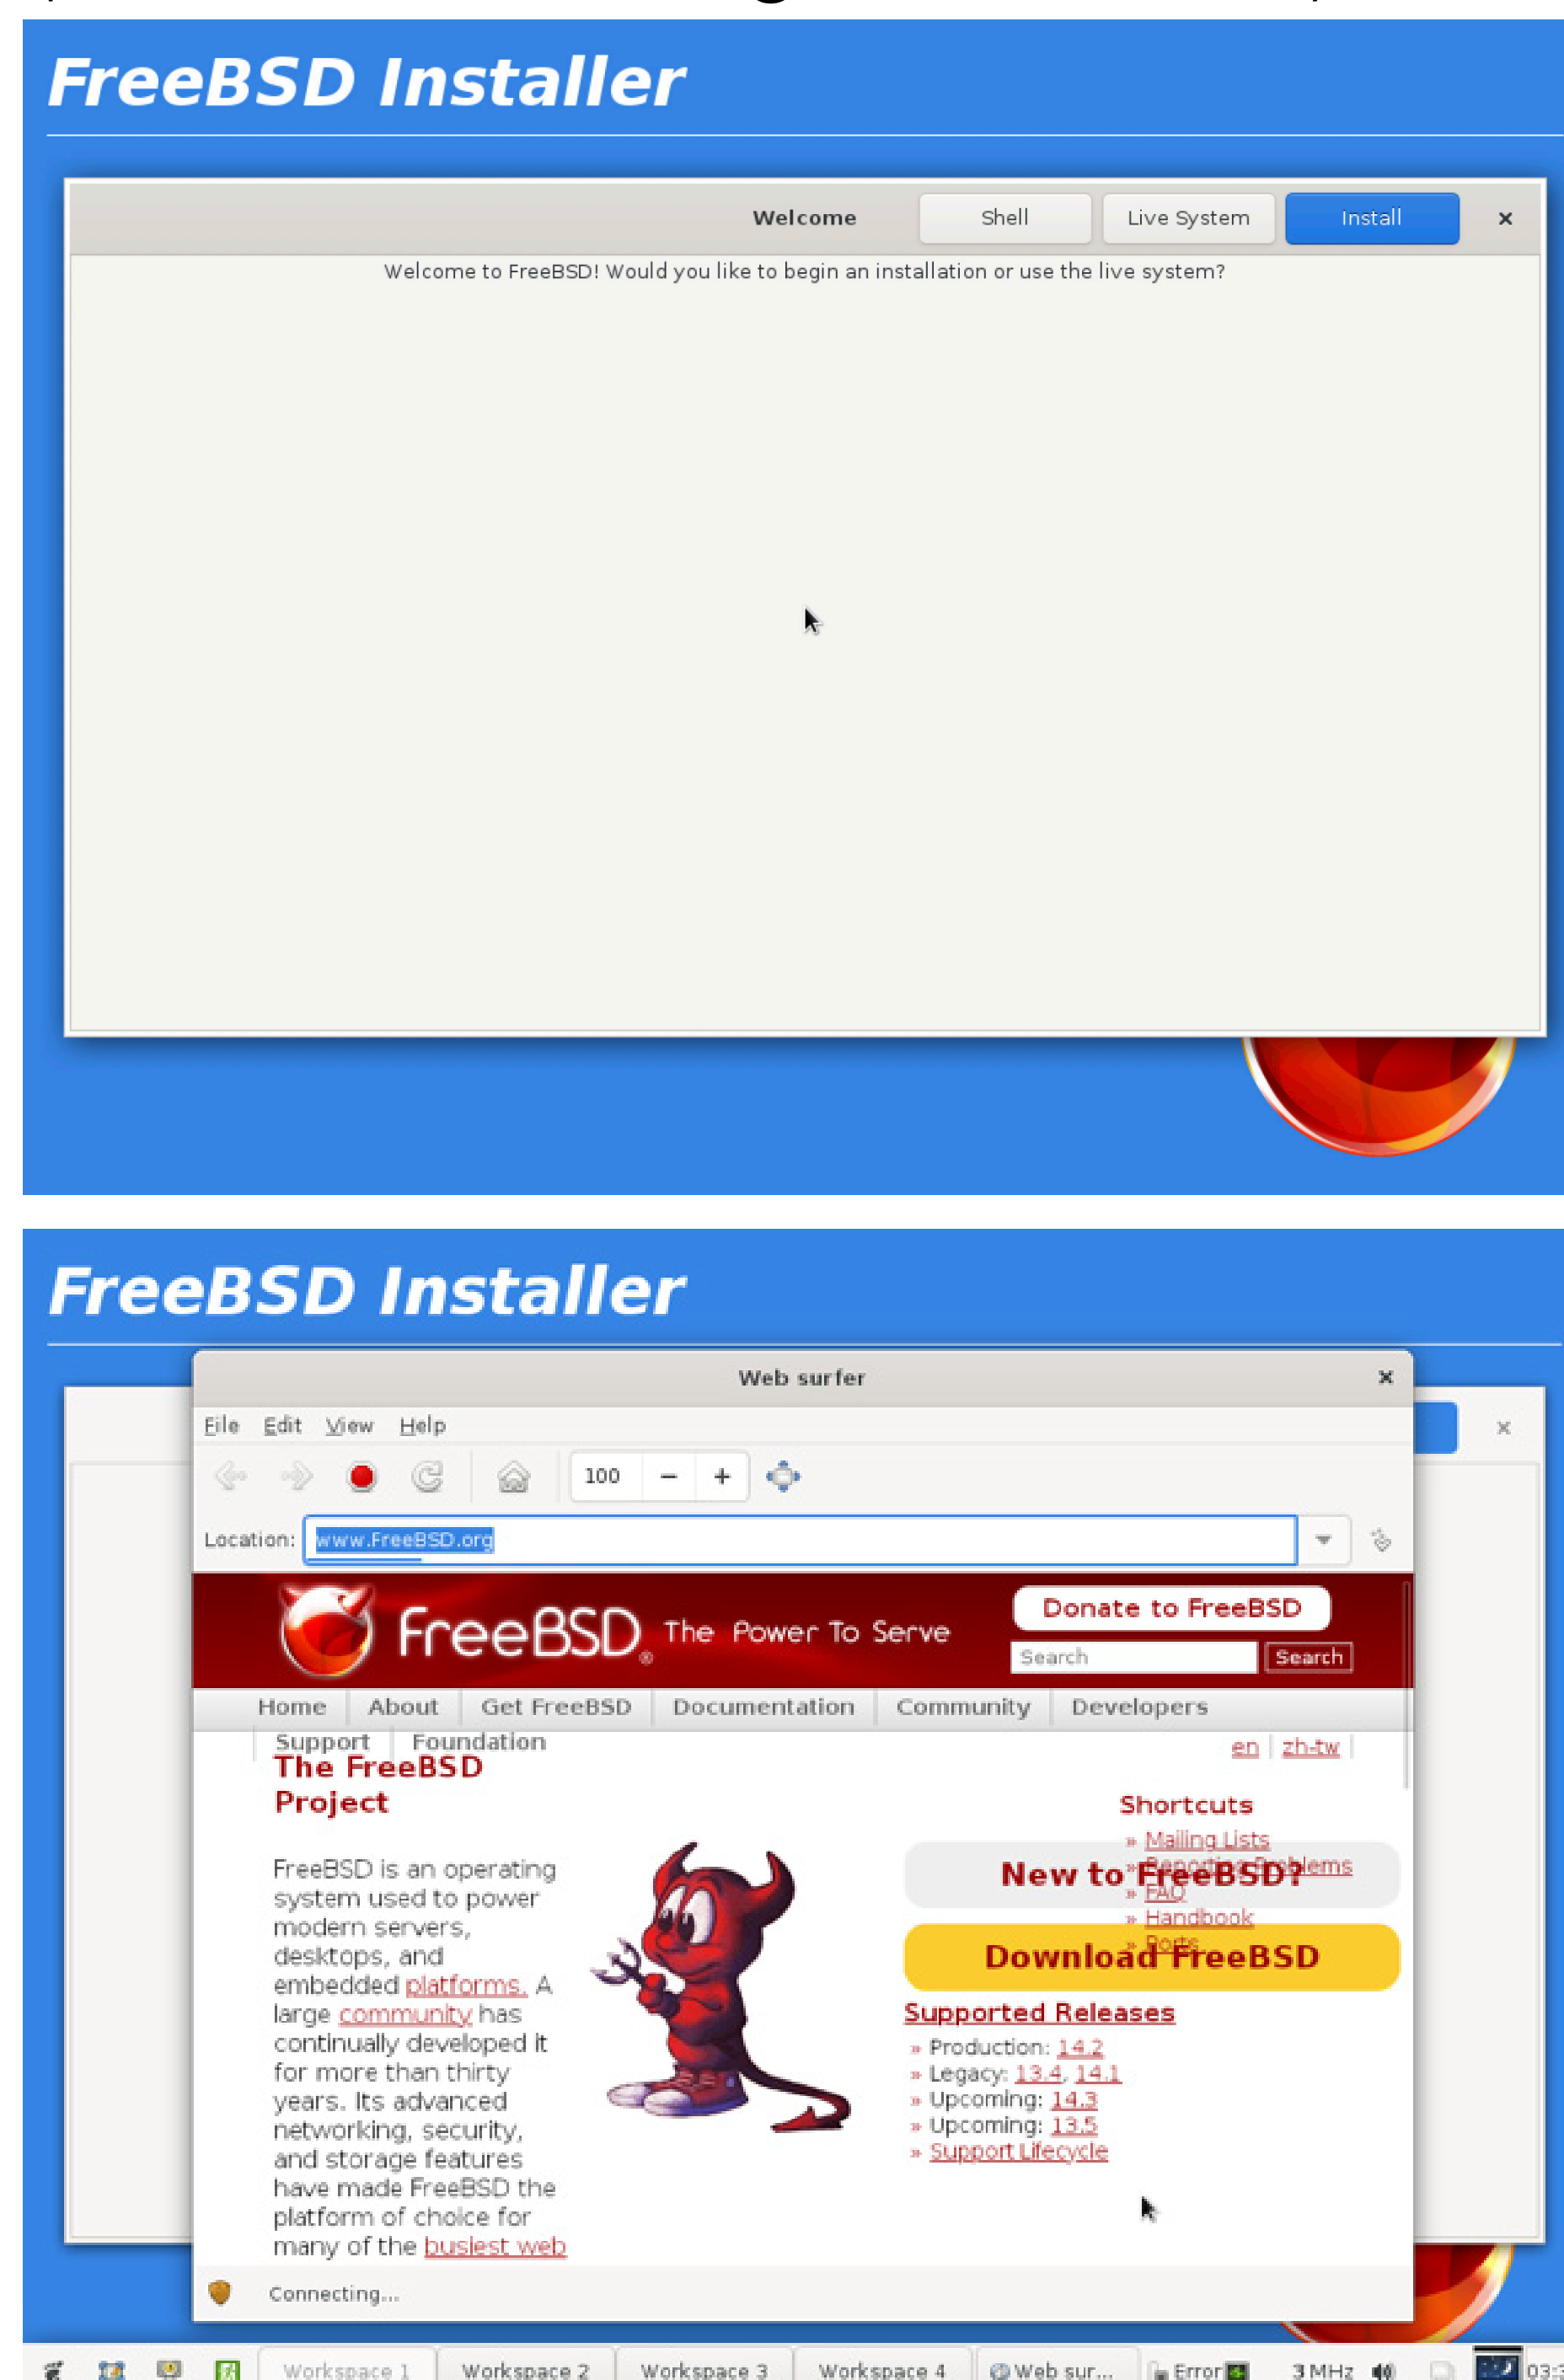 FreeBSD Installer
Welcome
Shell
Live System
Install
Welcome to FreeBSD! Would you like to begin an installation or use the live system?
FreeBSD Installer
Web surfer
File Edit View Help
100
Location: www.FreeBSD.org
FreeBSD® The Power To Serve
Donate to FreeBSD
Search
Search
Home About Get FreeBSD Documentation Community Developers
Support Foundation
en zh-tw
The FreeBSD
Project
FreeBSD is an operating
system used to power
modern servers,
desktops, and
embedded platforms. A
large community has
continually developed it
for more than thirty
years. Its advanced
networking, security,
and storage features
have made FreeBSD the
platform of choice for
many of the busiest web
Shortcuts
» Mailing Lists
» Reporting Problems
» FAQ
» Handbook
» Ports
New to FreeBSD?
Download FreeBSD
Supported Releases
» Production: 14.2
» Legacy: 13.4, 14.1
» Upcoming: 14.3
» Upcoming: 13.5
» Support Lifecycle
Connecting...
Workspace 1 Workspace 2 Workspace 3 Workspace 4 Web sur... Error 3 MHz